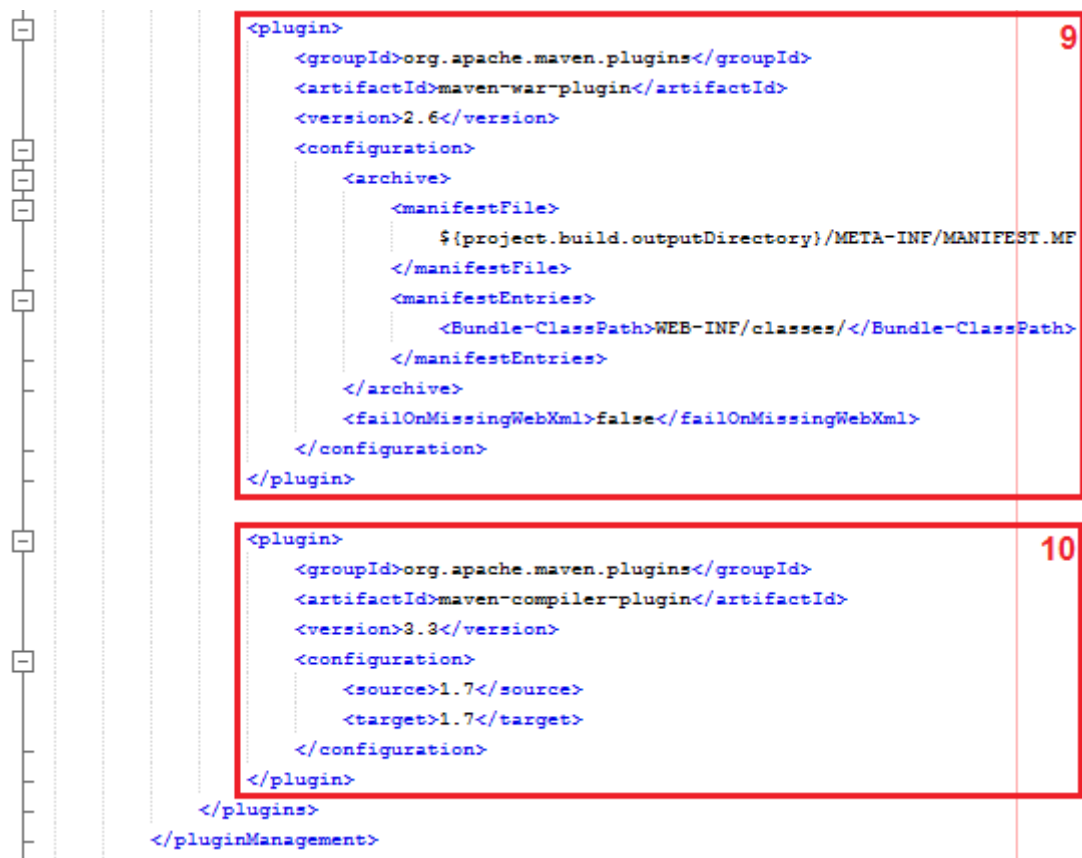 <plugin> 9
<groupId>org.apache.maven.plugins</groupId>
<artifactId>maven-war-plugin</artifactId>
<version>2.6</version>
<configuration>
<archive>
<manifestFile>
${project.build.outputDirectory}/META-INF/MANIFEST.MF
</manifestFile>
<manifestEntries>
<Bundle-ClassPath>WEB-INF/classes/</Bundle-ClassPath>
</manifestEntries>
</archive>
<failOnMissingWebXml>false</failOnMissingWebXml>
</configuration>
</plugin>
<plugin> 10
<groupId>org.apache.maven.plugins</groupId>
<artifactId>maven-compiler-plugin</artifactId>
<version>3.3</version>
<configuration>
<source>1.7</source>
<target>1.7</target>
</configuration>
</plugin>
</plugins>
</pluginManagement>